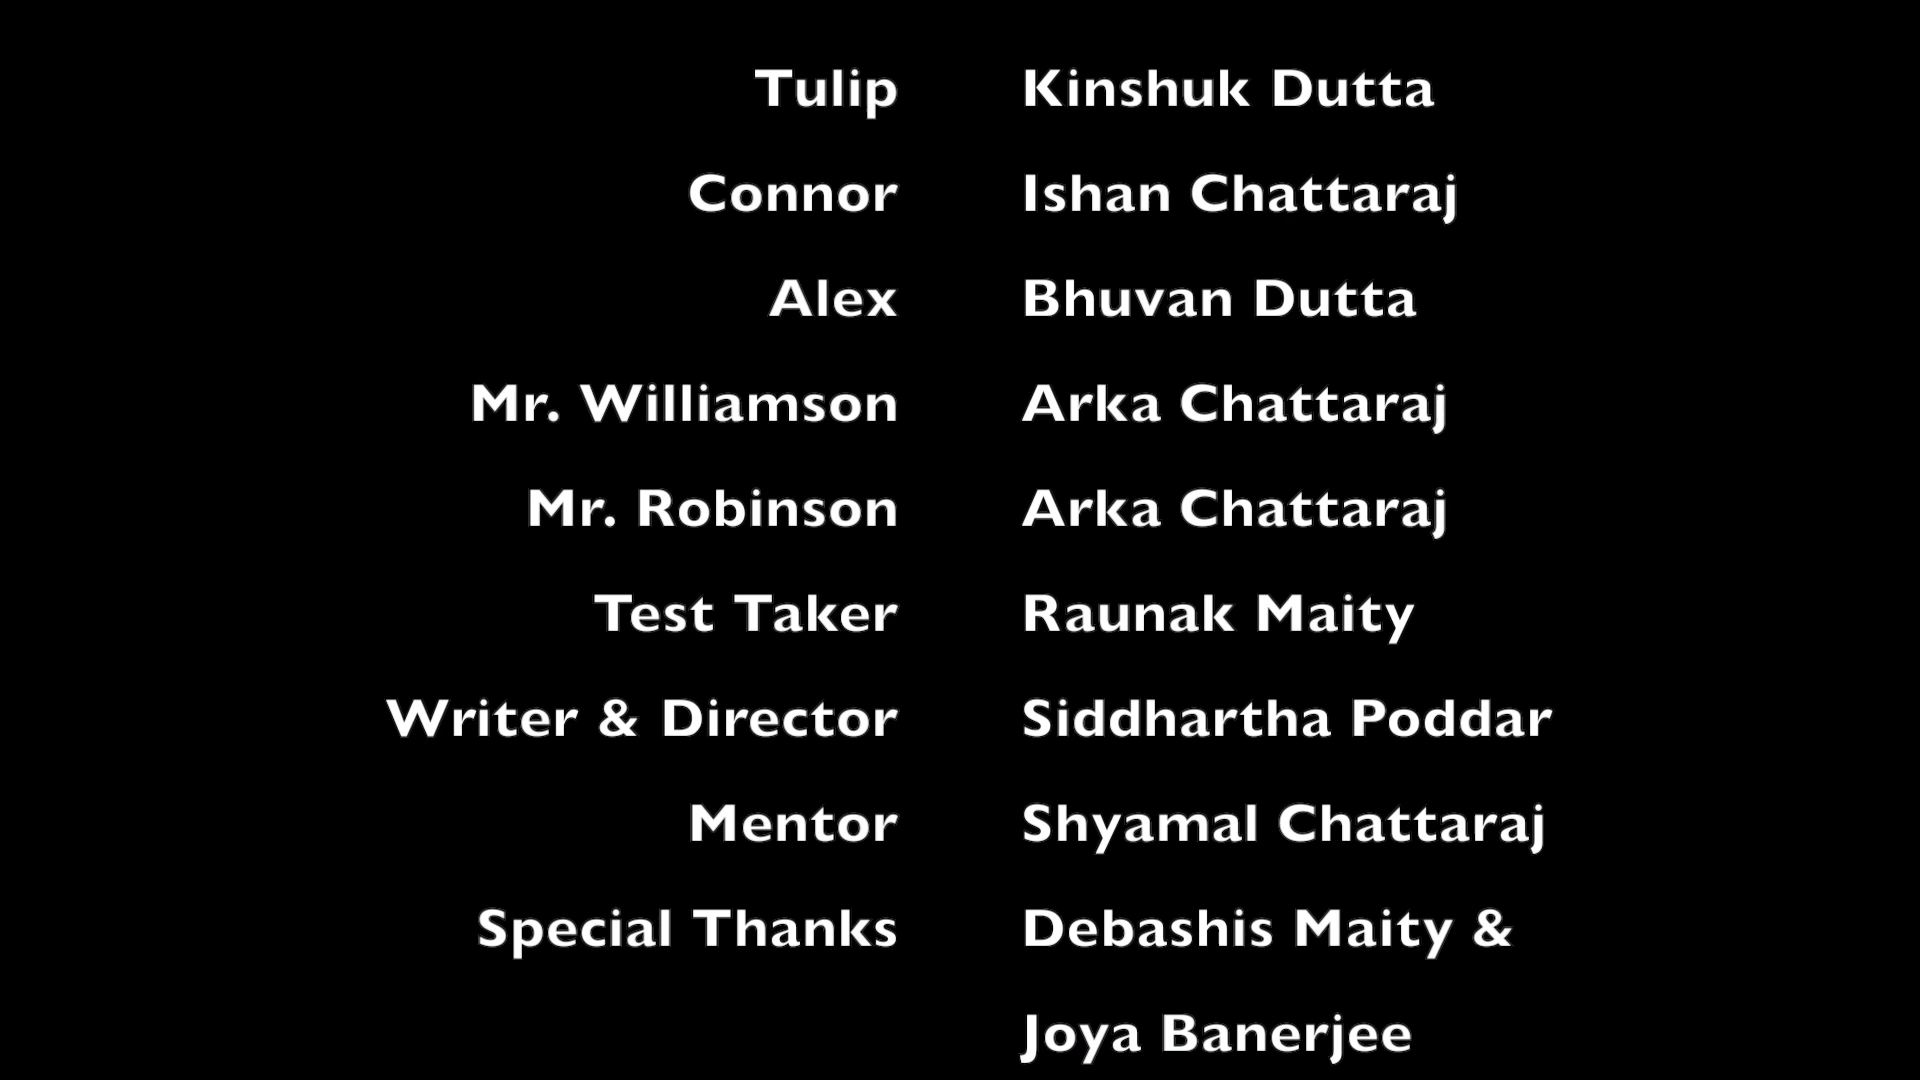 Tulip Kinshuk Dutta
Connor Ishan Chattaraj
Alex Bhuvan Dutta
Mr. Williamson Arka Chattaraj
Mr. Robinson Arka Chattaraj
Test Taker Raunak Maity
Writer & Director Siddhartha Poddar
Mentor Shyamal Chattaraj
Special Thanks Debashis Maity &
Joya Banerjee